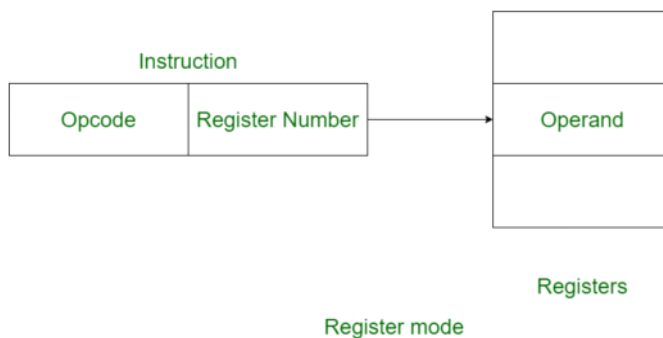 Instruction
Opcode
Register Number
Operand
Registers
Register mode